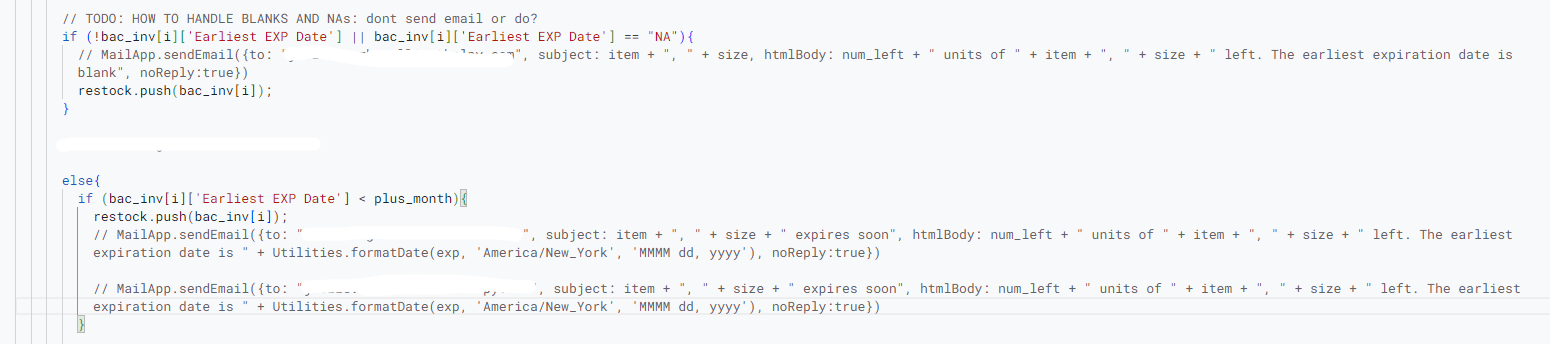 // TODO: HOW TO HANDLE BLANKS AND NAs: dont send email or do?
if (!bac_inv[i]['Earliest EXP Date'] || bac_inv[i]['Earliest EXP Date'] == "NA"){
// MailApp.sendEmail({to: "", subject: item + ", " + size, htmlBody: num_left + " units of " + item + ", " + size + " left. The earliest expiration date is
blank", noReply:true})
restock.push(bac_inv[i]);
}
else{
if (bac_inv[i]['Earliest EXP Date'] < plus_month){
restock.push(bac_inv[i]);
// MailApp.sendEmail({to: "", subject: item + ", " + size + " expires soon", htmlBody: num_left + " units of " + item + ", " + size + " left. The earliest
expiration date is " + Utilities.formatDate(exp, 'America/New_York', 'MMMM dd, yyyy'), noReply:true})
// MailApp.sendEmail({to: "", subject: item + ", " + size + " expires soon", htmlBody: num_left + " units of " + item + ", " + size + " left. The earliest
expiration date is " + Utilities.formatDate(exp, 'America/New_York', 'MMMM dd, yyyy'), noReply:true})
}